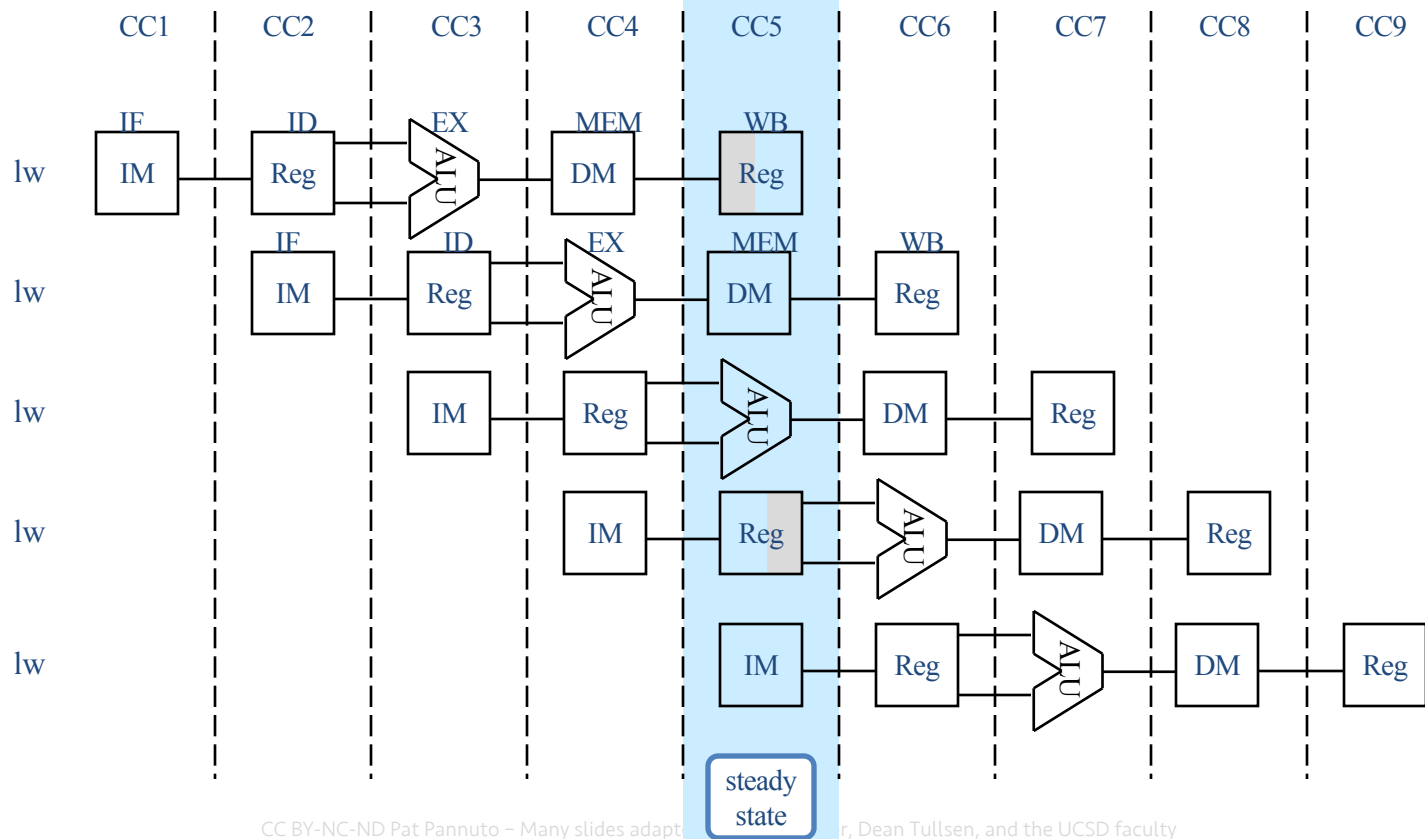 CC1 CC2 CC3 CC4 CC5 CC6 CC7 CC8 CC9
IF ID EX MEM WB
lw IM Reg ALU DM Reg
IF ID EX MEM WB
lw IM Reg ALU DM Reg
lw IM Reg ALU DM Reg
lw IM Reg ALU DM Reg
lw IM Reg ALU DM Reg
steady
state
CC BY-NC-ND Pat Pannuto – Many slides adapt r, Dean Tullsen, and the UCSD faculty